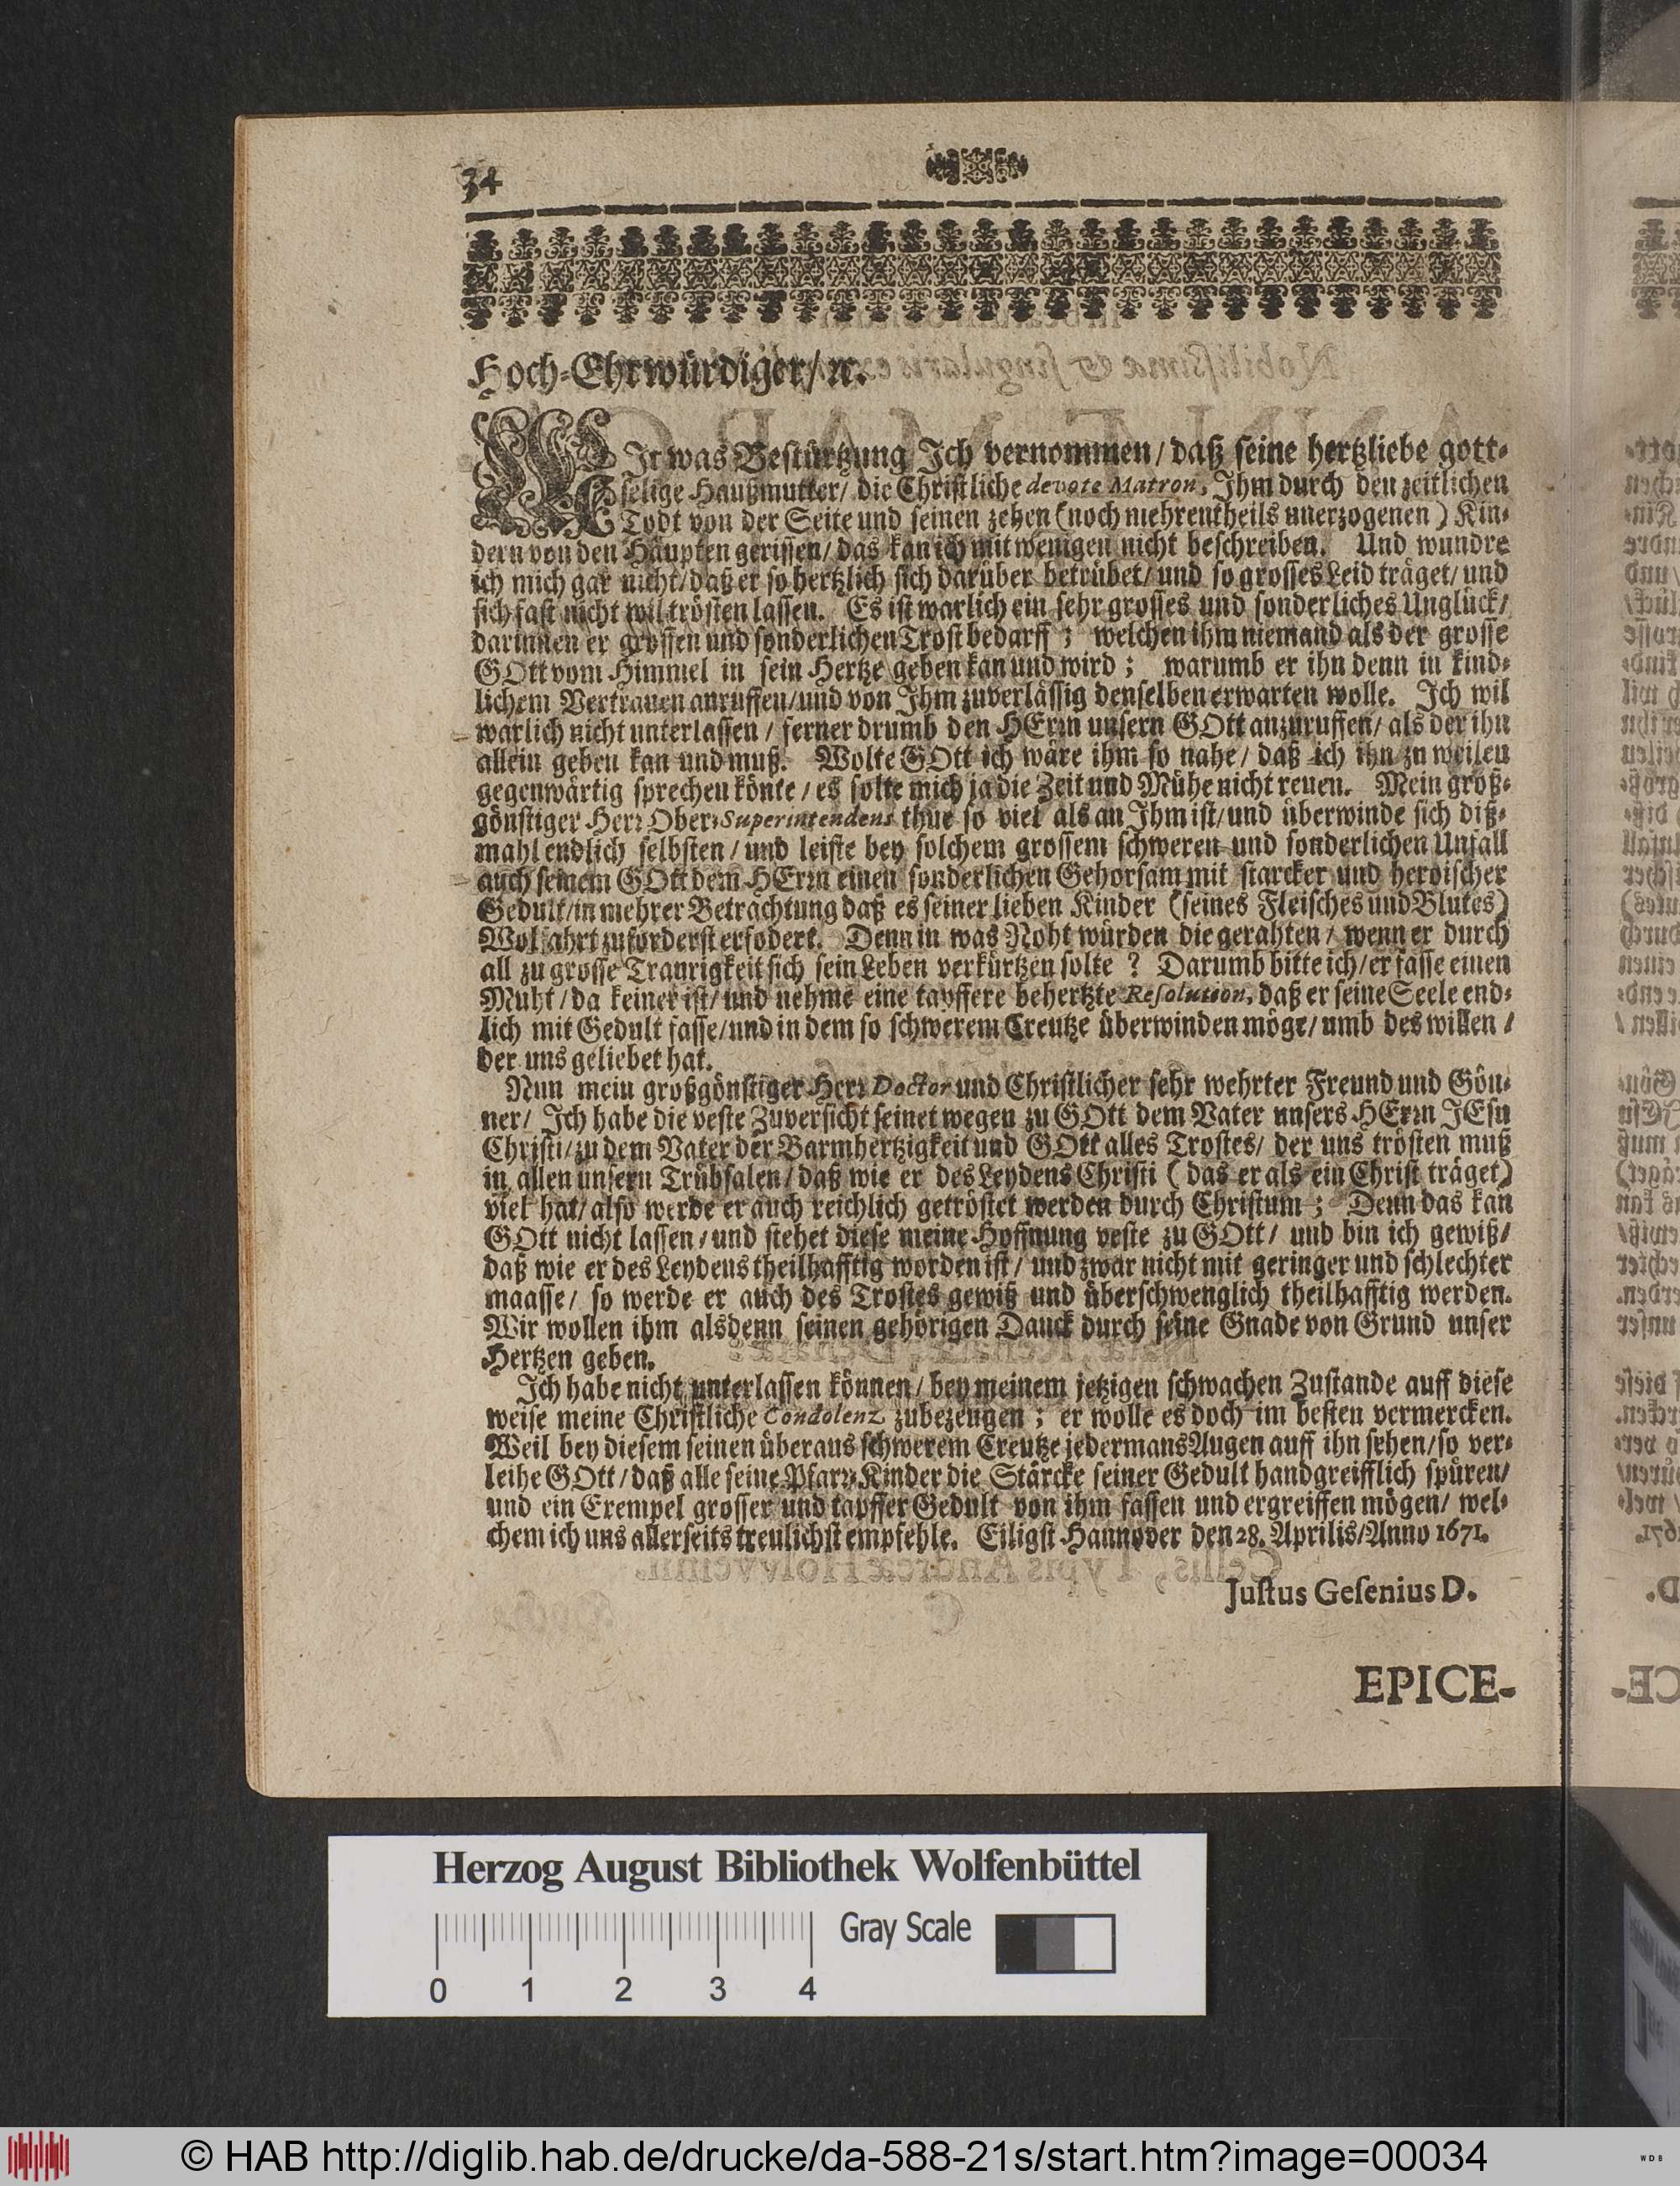 34
Hoch-Ehrwürdiger/ ꝛc.
MIt was Bestürtzung Ich vernommen/ daß seine hertzliebe gott-
selige Haußmutter/ die Christliche devote Matron, Ihm durch den zeitlichen
Todt von der Seite und seinen zehen (noch mehrentheils unerzogenen) Kin-
dern von den Häupten gerissen/ das kan ich mit wenigen nicht beschreiben. Und wundre
ich mich gar nicht/ daß er so hertzlich sich darüber betrübet/ und so grosses Leid träget/ und
sich fast nicht wil trösten lassen. Es ist warlich ein sehr grosses und sonderliches Unglück/
darinnen er grossen und sonderlichen Trost bedarff; welchen ihm niemand als der grosse
GOtt vom Himmel in sein Hertze geben kan und wird; warumb er ihn denn in kind-
lichem Vertrauen anruffen/ und von Ihm zuverlässig denselben erwarten wolle. Ich wil
warlich nicht unterlassen/ ferner drumb den HErrn unsern GOtt anzuruffen/ als der ihn
allein geben kan und muß. Wolte GOtt ich wäre ihm so nahe/ daß ich ihn zu weilen
gegenwärtig sprechen könte/ es solte mich ja die Zeit und Mühe nicht reuen. Mein groß-
günstiger Herr Ober-Superintendens thue so viel als an Ihm ist/ und überwinde sich diß-
mahl endlich selbsten/ und leiste bey solchem grossem schweren und sonderlichen Unfall
auch seinem GOtt dem HErrn einen sonderlichen Gehorsam mit starcker und heroischer
Gedult/ in mehrer Betrachtung daß es seiner lieben Kinder (seines Fleisches und Blutes)
Wolfahrt zuforderst erfodert. Denn in was Noht würden die gerahten/ wenn er durch
all zu grosse Traurigkeit sich sein Leben verkürtzen solte? Darumb bitte ich/ er fasse einen
Muht/ da keiner ist/ und nehme eine tapffere behertzte Resolution, daß er seine Seele end-
lich mit Gedult fasse/ und in dem so schwerem Creutze überwinden möge/ umb des willen/
der uns geliebet hat.
Nun mein großgünstiger Herr Doctor und Christlicher sehr wehrter Freund und Gön-
ner/ Ich habe die veste Zuversicht seinet wegen zu GOtt dem Vater unsers HErrn JEsu
Christi/ zu dem Vater der Barmhertzigkeit und GOtt alles Trostes/ der uns trösten muß
in allen unsern Trübsalen/ daß wie er des Leydens Christi (das er als ein Christ träget)
viel hat/ also werde er auch reichlich getröstet werden durch Christum; Denn das kan
GOtt nicht lassen/ und stehet diese meine Hoffnung veste zu GOtt/ und bin ich gewiß/
daß wie er des Leydens theilhafftig worden ist/ und zwar nicht mit geringer und schlechter
maasse/ so werde er auch des Trostes gewiß und überschwenglich theilhafftig werden.
Wir wollen ihm alsdenn seinen gehörigen Danck durch seine Gnade von Grund unser
Hertzen geben.
Ich habe nicht unterlassen können/ bey meinem jetzigen schwachen Zustande auff diese
weise meine Christliche Condolenz zubezeugen; er wolle es doch im besten vermercken.
Weil bey diesem seinen überaus schwerem Creutze jedermans Augen auff ihn sehen/ so ver-
leihe GOtt/ daß alle seine Pfarr-Kinder die Stärcke seiner Gedult handgreifflich spüren/
und ein Exempel grosser und tapffer Gedult von ihm fassen und ergreiffen mögen/ wel-
chem ich uns allerseits treulichst empfehle. Eiligst Hannover den 28. Aprilis/ Anno 1671.
Justus Gesenius D.
EPICE-
Herzog August Bibliothek Wolfenbüttel
Gray Scale
0 1 2 3 4
© HAB http://diglib.hab.de/drucke/da-588-21s/start.htm?image=00034
WDB